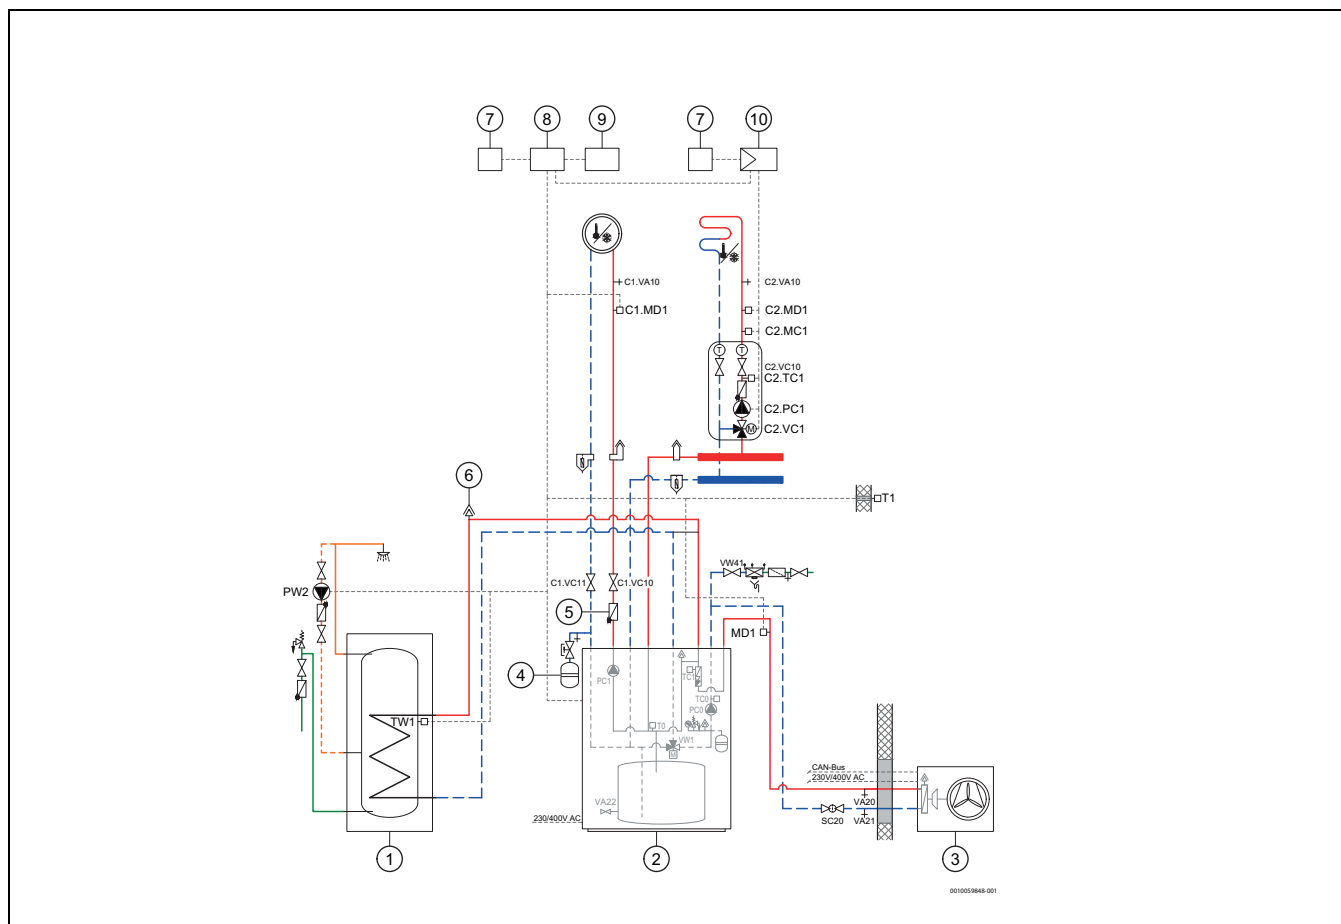 7
8
9
7
10
C1.VA10
C2.VA10
C1.MD1
C2.MD1
C2.MC1
T
T
C2.VC10
C2.TC1
C2.PC1
M
C2.VC1
6
T1
VW41
C1.VC11
C1.VC10
PW2
5
MD1
4
PC1
TC1
TC0
PC0
TW1
T0
VW1
M
CAN-Bus
230V/400V AC
VA22
VA20
SC20
VA21
230/400V AC
1
2
3
0010059848-001